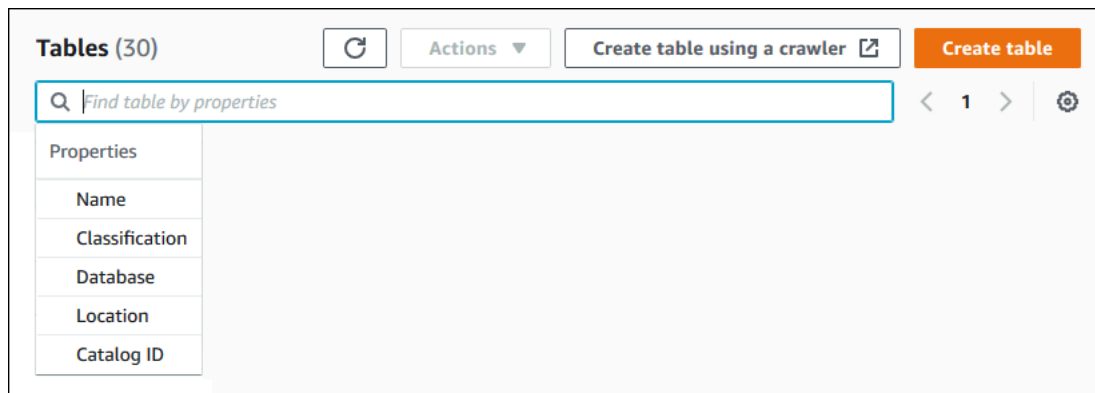 Tables (30)
Actions
Create table using a crawler
Create table
Find table by properties
1
Properties
Name
Classification
Database
Location
Catalog ID